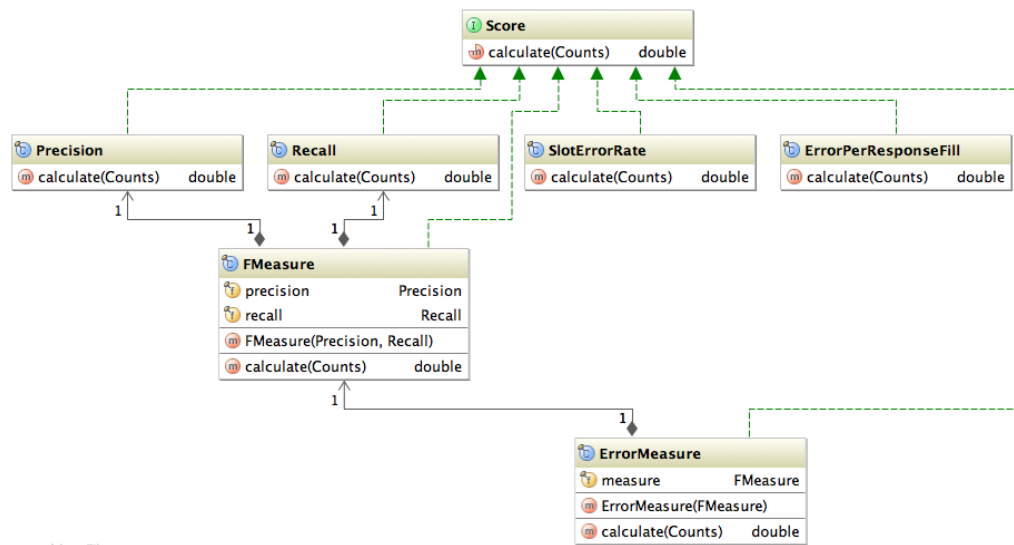 Score
calculate(Counts) double
Precision
calculate(Counts) double
Recall
calculate(Counts) double
SlotErrorRate
calculate(Counts) double
ErrorPerResponseFill
calculate(Counts) double
1
1
1
1
FMeasure
precision Precision
recall Recall
FMeasure(Precision, Recall)
calculate(Counts) double
1
1
ErrorMeasure
measure FMeasure
ErrorMeasure(FMeasure)
calculate(Counts) double